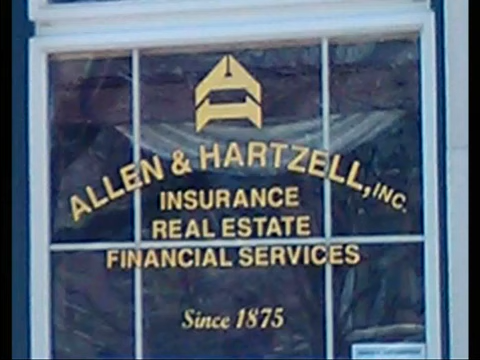 ALLEN & HARTZELL, INC.
INSURANCE
REAL ESTATE
FINANCIAL SERVICES
Since 1875